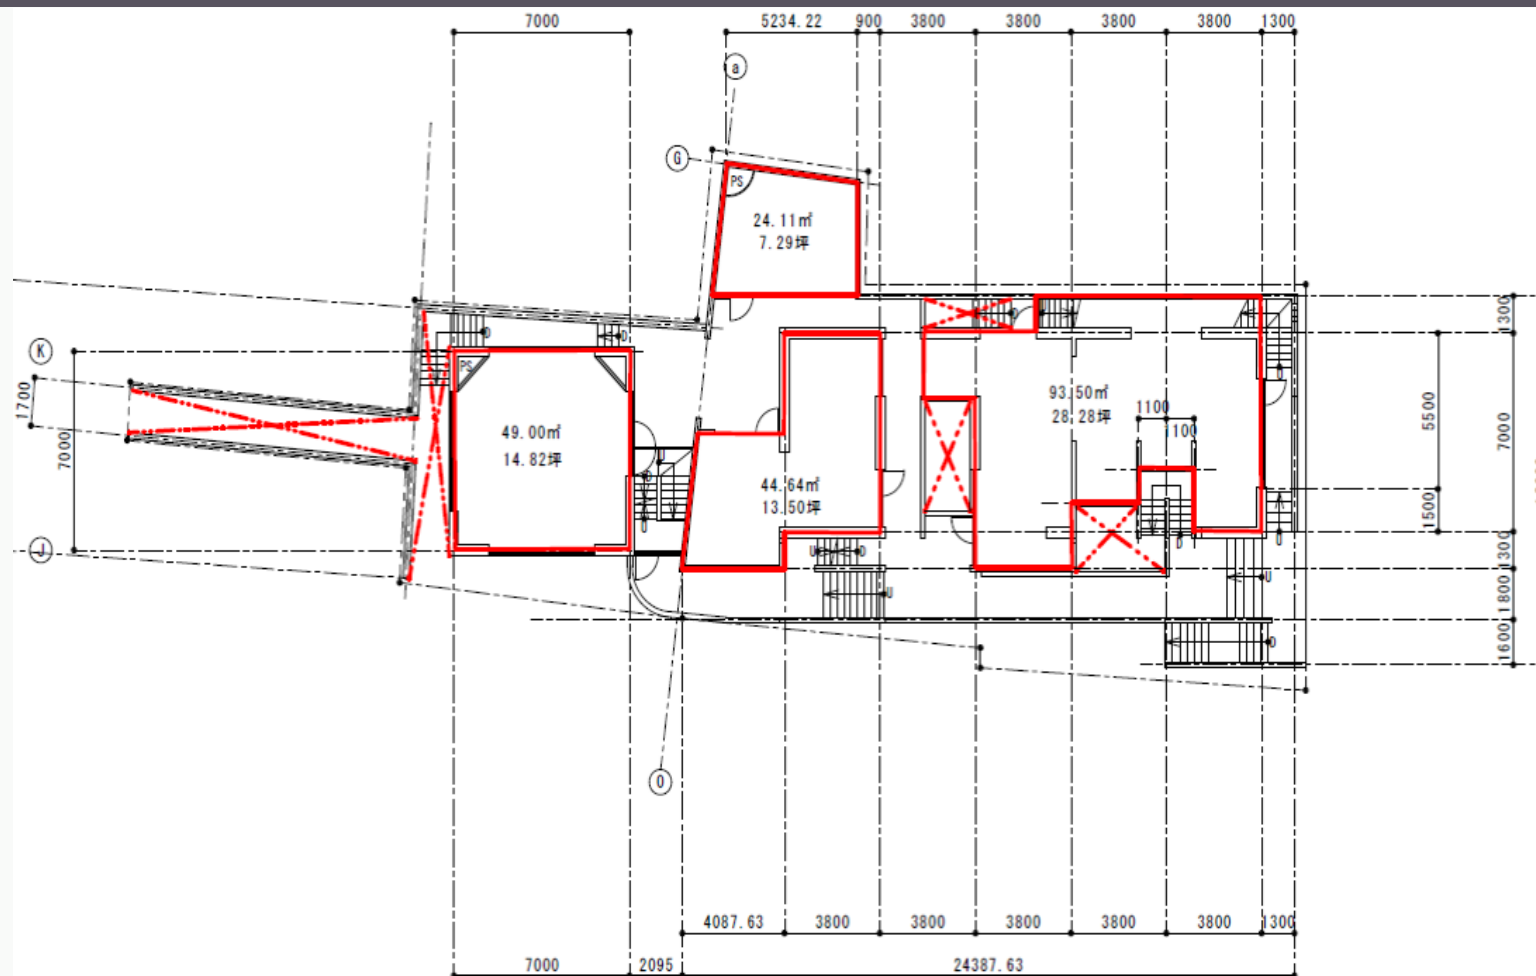 7000 5234.22 900 3800 3800 3800 3800 1300
a
G
PS
24.11㎡
7.29坪
D
1300
D
D
K
PS
U
1700
7000
49.00㎡
14.82坪
93.50㎡
28.28坪
1100
1100
5500
7000
U
D
44.64㎡
13.50坪
1500
U
D
U
J
U D
1300
U
U
1800
D
1600
O
4087.63 3800 3800 3800 3800 3800 1300
7000 2095 24387.63